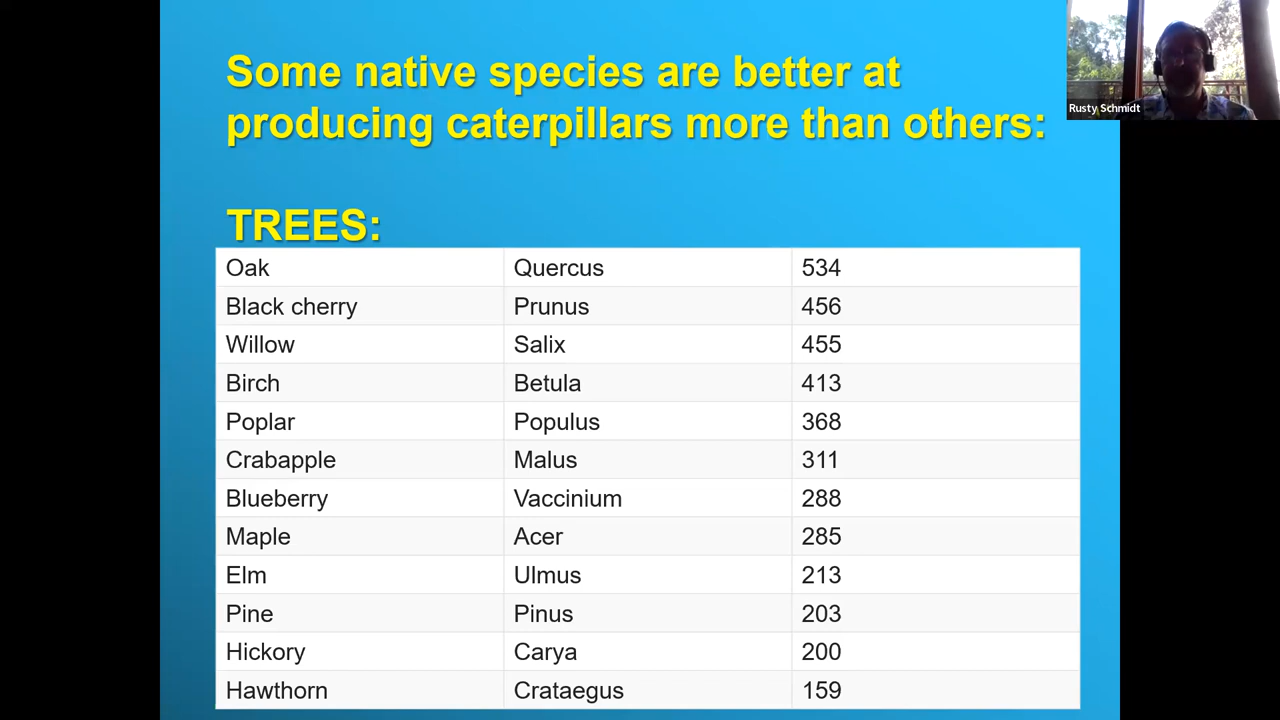 Some native species are better at
producing caterpillars more than others:
Rusty Schmidt
TREES:
Oak Quercus 534
Black cherry Prunus 456
Willow Salix 455
Birch Betula 413
Poplar Populus 368
Crabapple Malus 311
Blueberry Vaccinium 288
Maple Acer 285
Elm Ulmus 213
Pine Pinus 203
Hickory Carya 200
Hawthorn Crataegus 159